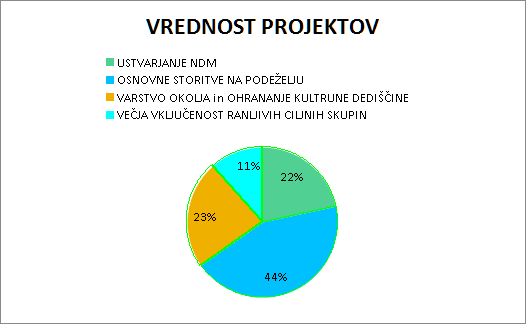 VREDNOST PROJEKTOV
USTVARJANJE NDM
OSNOVNE STORITVE NA PODEŽELJU
VARSTVO OKOLJA in OHRANANJE KULTRUNE DEDIŠČINE
VEČJA VKLJUČENOST RANLJIVIH CILJNIH SKUPIN
11%
22%
23%
44%